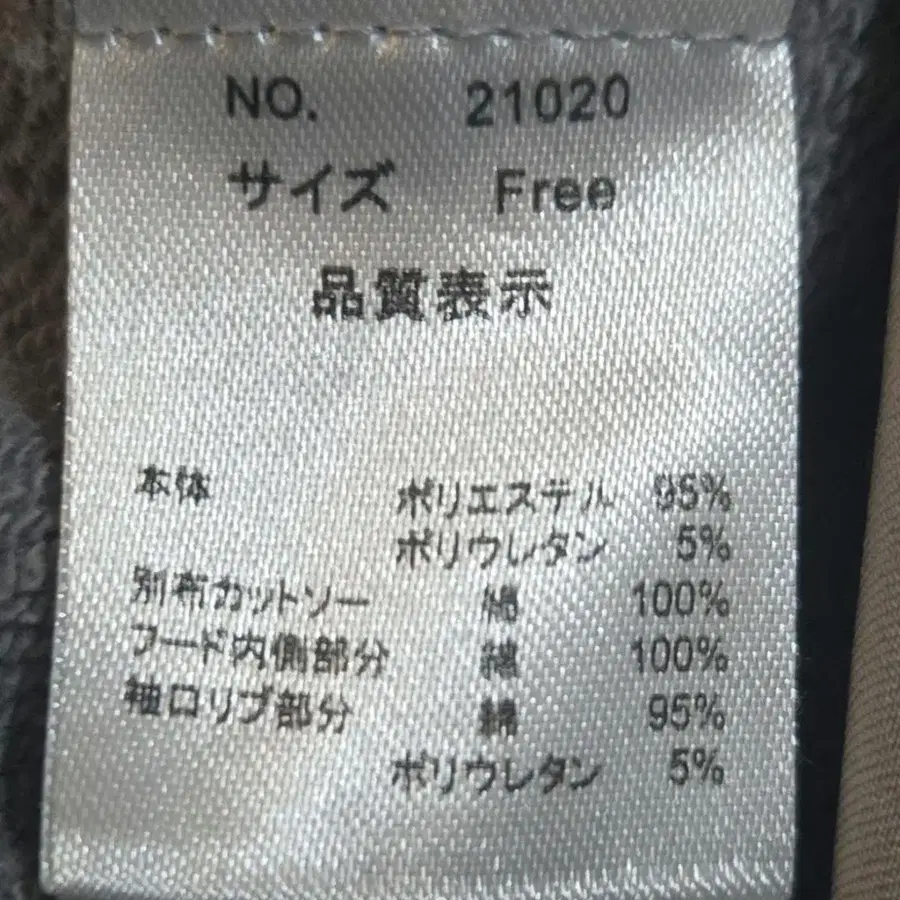 NO. 21020
サイズ Free
品質表示
本体 ポリエステル 95%
ポリウレタン 5%
別布カットソー 綿 100%
フード内側部分 綿 100%
袖口リブ部分 綿 95%
ポリウレタン 5%